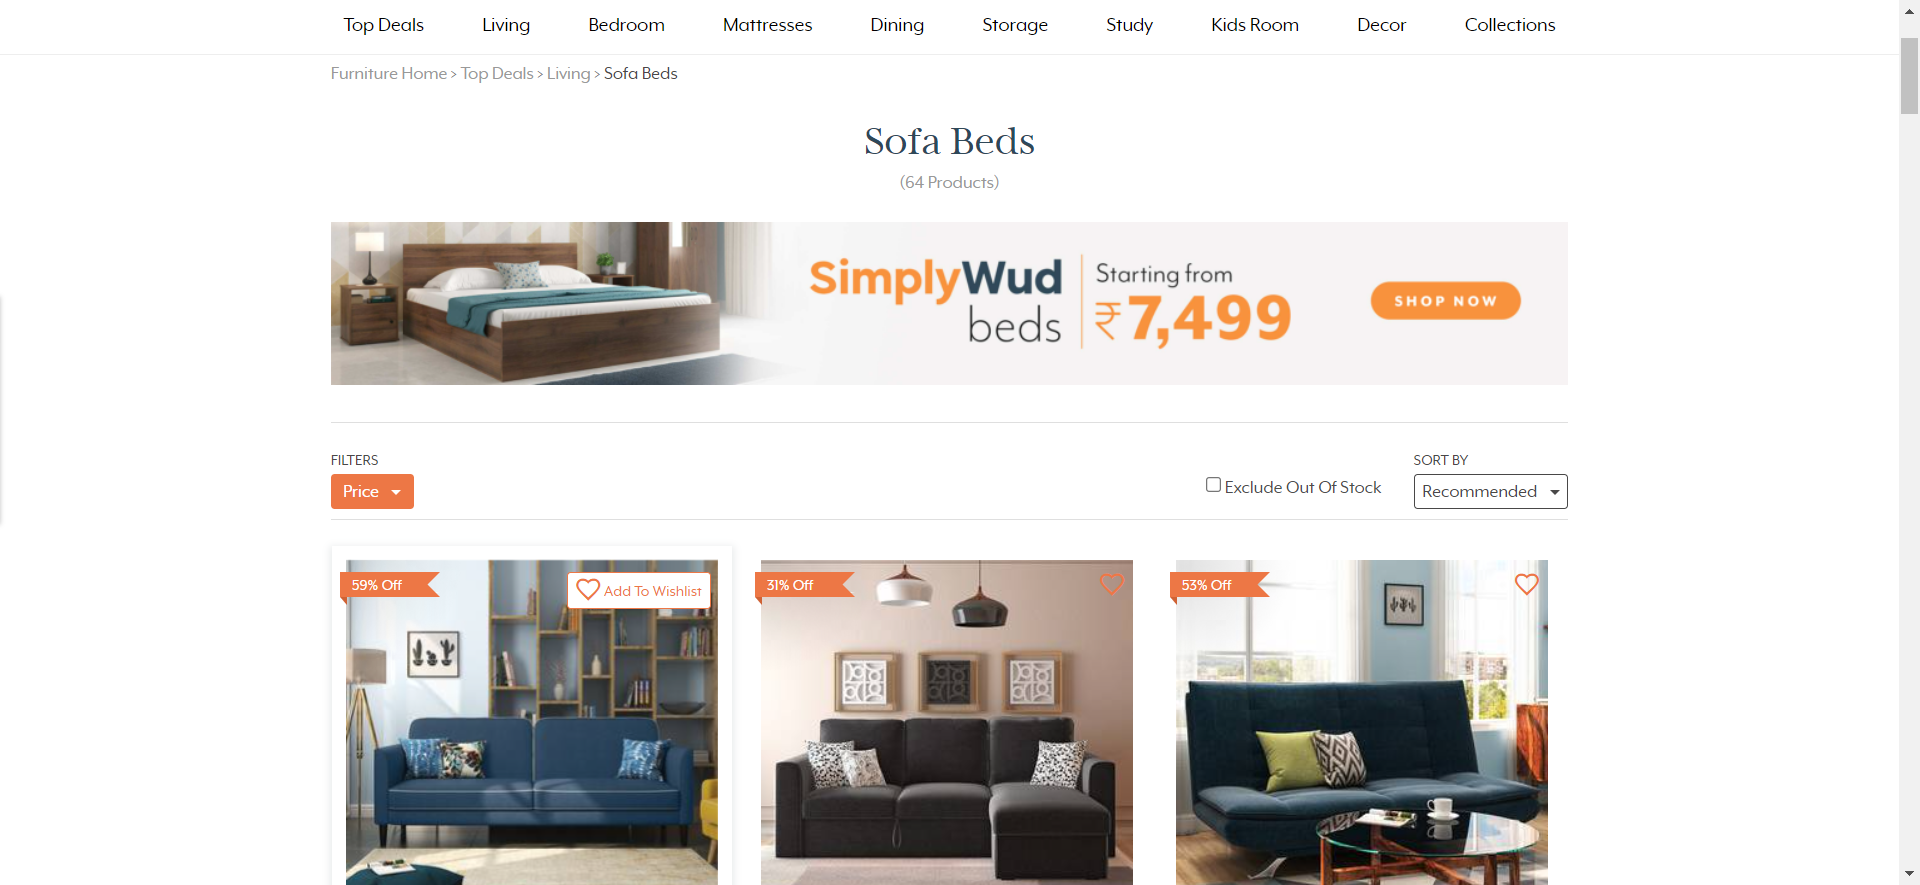 Top Deals Living Bedroom Mattresses Dining Storage Study Kids Room Decor Collections
Furniture Home > Top Deals > Living > Sofa Beds
Sofa Beds
(64 Products)
SimplyWud
beds
Starting from
₹7,499
SHOP NOW
FILTERS
Price
Exclude Out Of Stock
SORT BY
Recommended
59% Off
Add To Wishlist
31% Off
53% Off